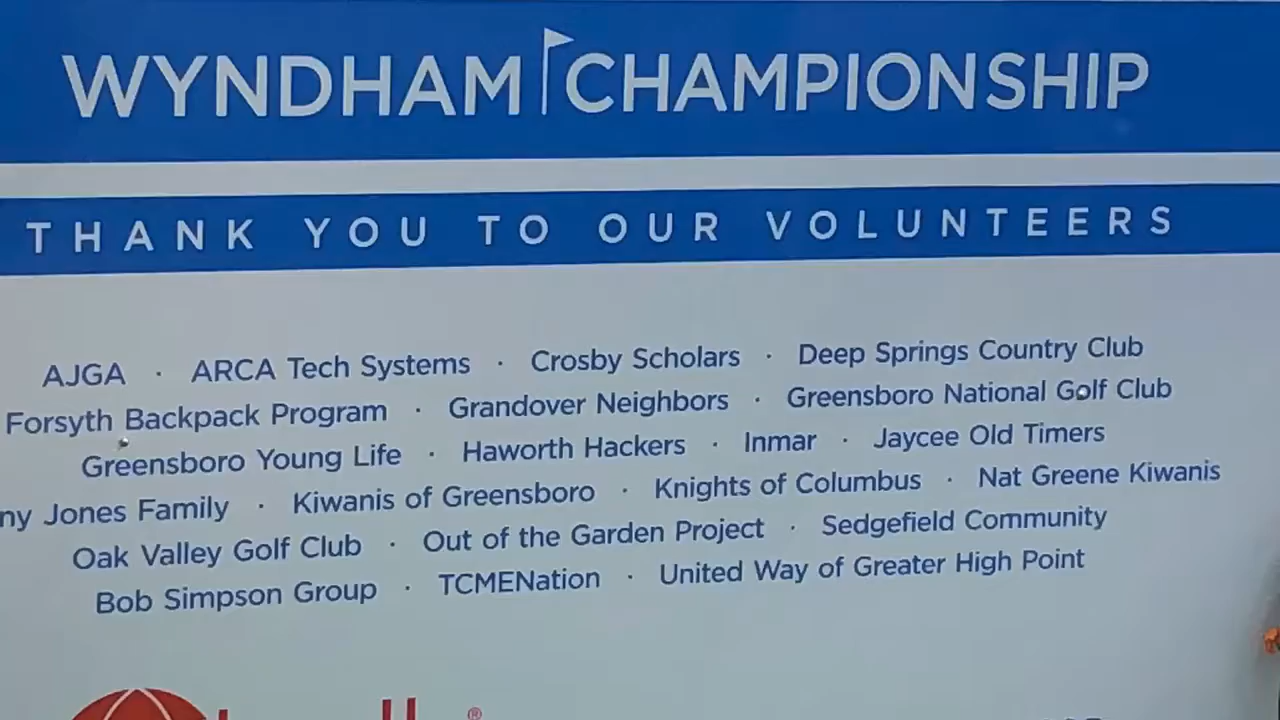 WYNDHAM CHAMPIONSHIP
THANK YOU TO OUR VOLUNTEERS
AJGA · ARCA Tech Systems · Crosby Scholars · Deep Springs Country Club
Forsyth Backpack Program · Grandover Neighbors · Greensboro National Golf Club
Greensboro Young Life · Haworth Hackers · Inmar · Jaycee Old Timers
Jones Family · Kiwanis of Greensboro · Knights of Columbus · Nat Greene Kiwanis
Oak Valley Golf Club · Out of the Garden Project · Sedgefield Community
Bob Simpson Group · TCMENation · United Way of Greater High Point